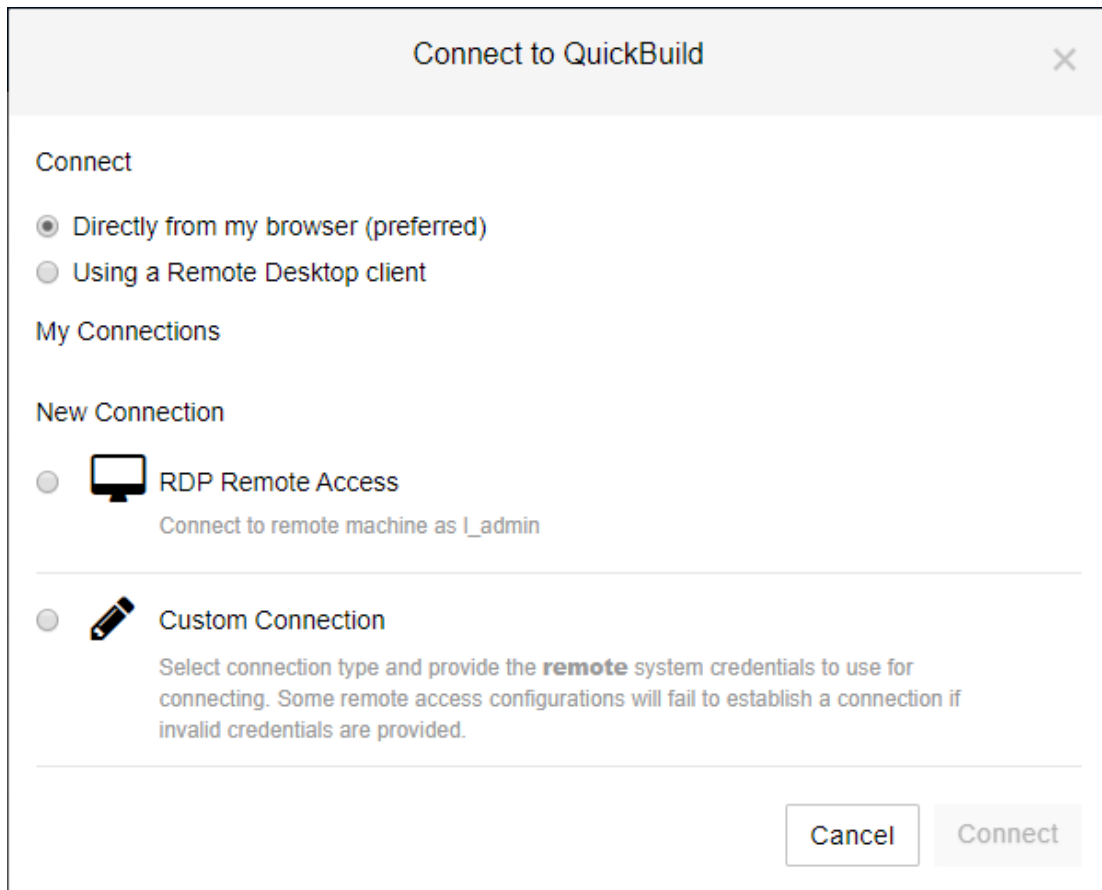 Connect to QuickBuild
Connect
Directly from my browser (preferred)
Using a Remote Desktop client
My Connections
New Connection
RDP Remote Access
Connect to remote machine as l_admin
Custom Connection
Select connection type and provide the remote system credentials to use for
connecting. Some remote access configurations will fail to establish a connection if
invalid credentials are provided.
Cancel
Connect